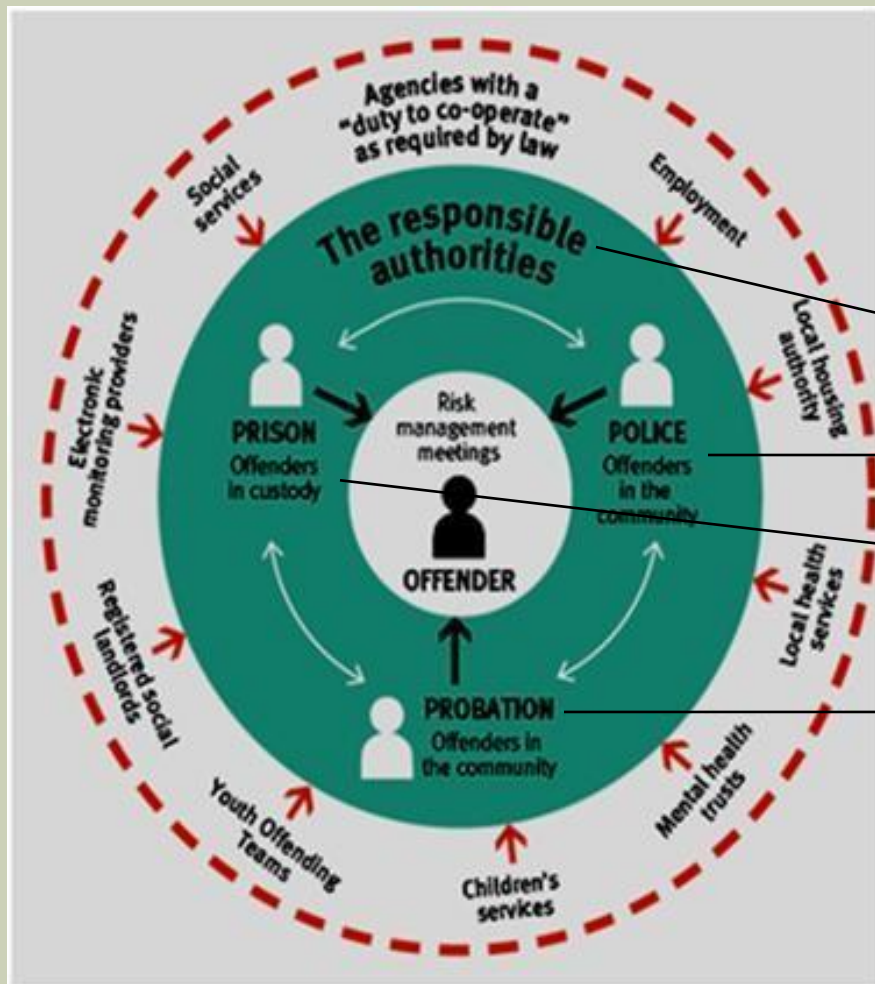 Agencies with a
"duty to co-operate"
as required by law
Social
services
Employment
The responsible
authorities
Electronic
monitoring providers
Local housing
authority
PRISON
Offenders
in custody
Risk
management
meetings
OFFENDER
POLICE
Offenders
in the
community
Registered social
landlords
Local health
services
PROBATION
Offenders in
the community
Youth Offending
Teams
Mental health
trusts
Children's
services